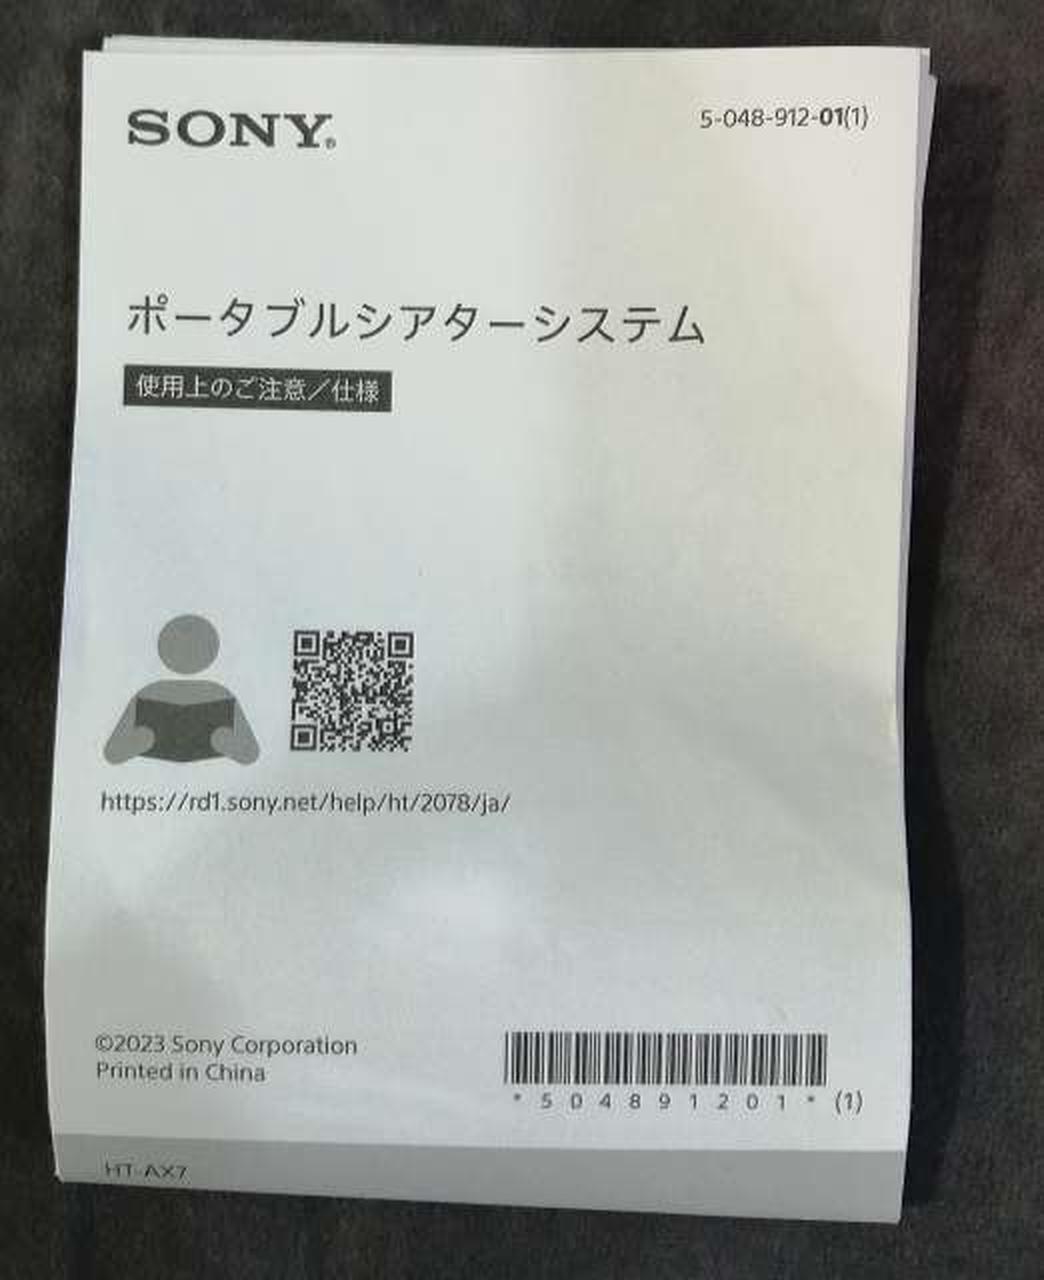 SONY®
5-048-912-01(1)
ポータブルシアターシステム
使用上のご注意／仕様
https://rd1.sony.net/help/ht/2078/ja/
©2023 Sony Corporation
Printed in China
* 5 0 4 8 9 1 2 0 1 * (1)
HT-AX7